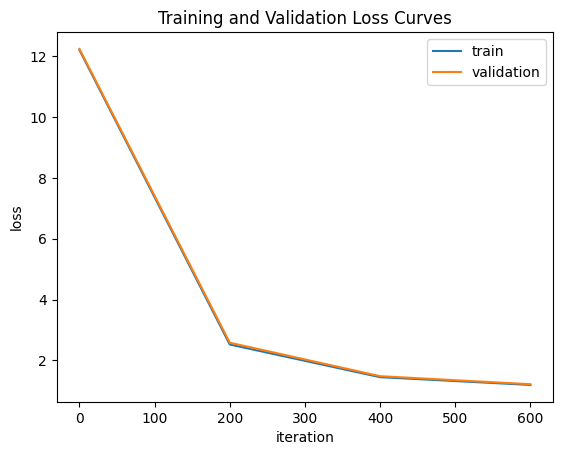 Training and Validation Loss Curves
train
validation
12
10
8
6
4
2
loss
0 100 200 300 400 500 600
iteration